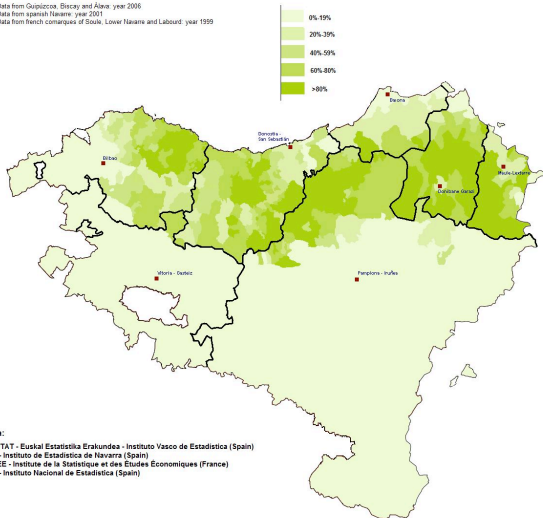 Data from Guipúzcoa, Biscay and Álava: year 2006
Data from spanish Navarre: year 2001
Data from french comarques of Soule, Lower Navarre and Labourd: year 1999
0%-19%
20%-39%
40%-59%
60%-80%
>80%
Baiona
Donostia -
San Sebastián
Bilbao
Maule-Lextarre
Donibane Garazi
Vitoria - Gasteiz
Pamplona - Iruñea
TAT - Euskal Estatistika Erakundea - Instituto Vasco de Estadística (Spain)
- Instituto de Estadística de Navarra (Spain)
EE - Institute de la Statistique et des Études Économiques (France)
- Instituto Nacional de Estadística (Spain)